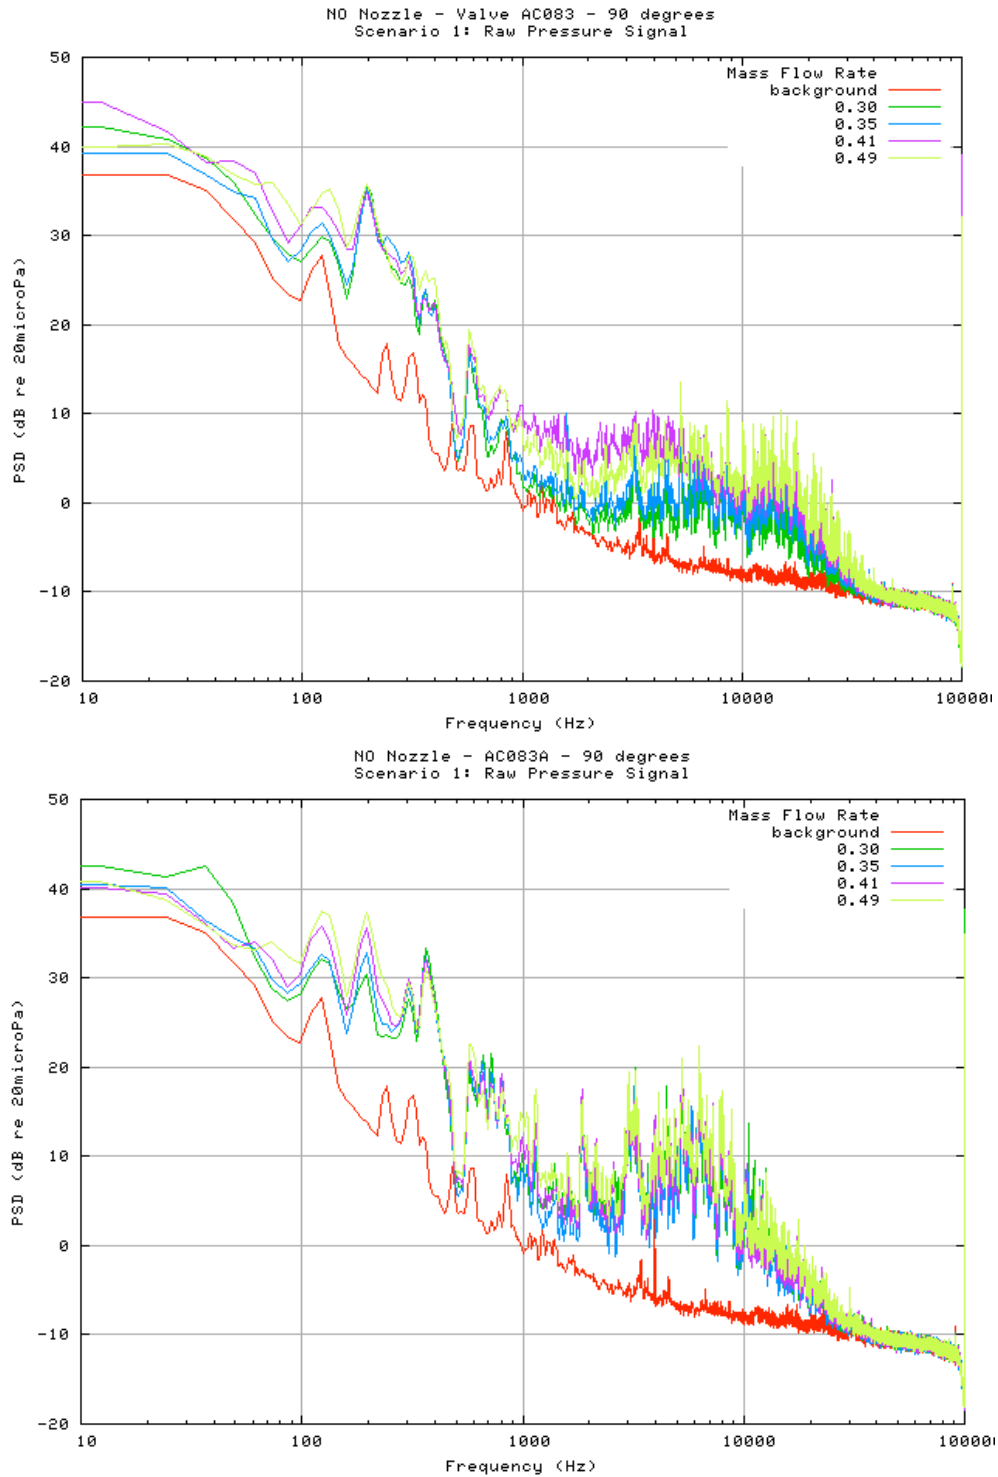 NO Nozzle - Valve AC083 - 90 degrees
Scenario 1: Raw Pressure Signal
50
40
30
20
10
0
-10
-20
PSD (dB re 20microPa)
Mass Flow Rate
background
0.30
0.35
0.41
0.49
10 100 1000 10000 100000
Frequency (Hz)
NO Nozzle - AC083A - 90 degrees
Scenario 1: Raw Pressure Signal
50
40
30
20
10
0
-10
-20
PSD (dB re 20microPa)
Mass Flow Rate
background
0.30
0.35
0.41
0.49
10 100 1000 10000 100000
Frequency (Hz)